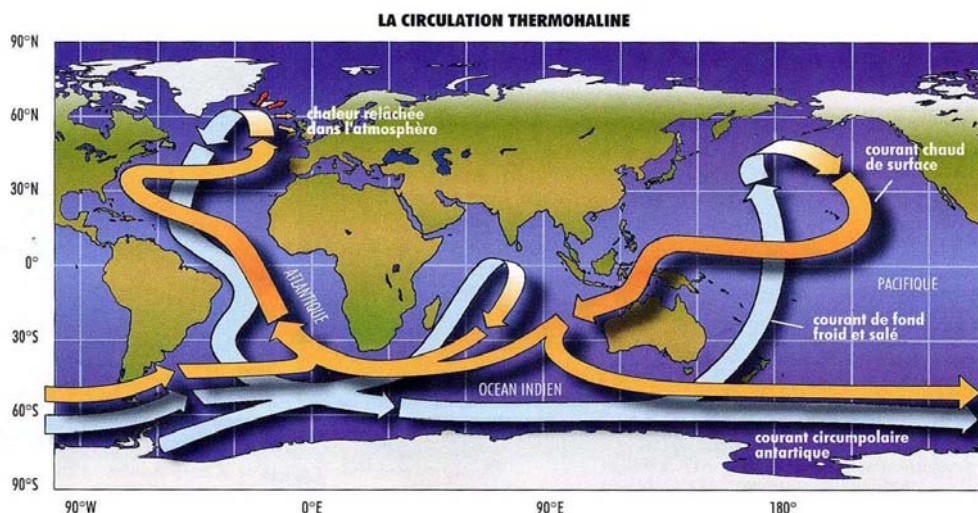 LA CIRCULATION THERMOHALINE
90°N
60°N
30°N
0°
30°S
60°S
90°S
chaleur relâchée
dans l'atmosphère
courant chaud
de surface
ATLANTIQUE
PACIFIQUE
courant de fond
froid et salé
OCEAN INDIEN
courant circumpolaire
antartique
90°W
0°E
90°E
180°